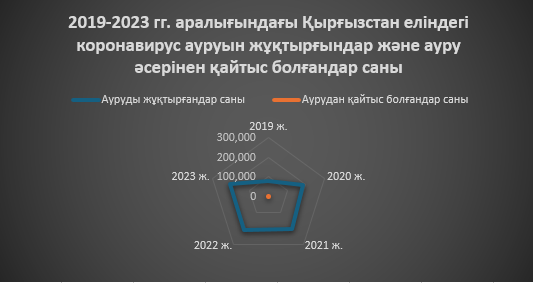 2019-2023 гг. аралығындағы Қырғызстан еліндегі
коронавирус ауруын жұқтырғындар және ауру
әсерінен қайтыс болғандар саны
Ауруды жұқтырғандар саны
Аурудан қайтыс болғандар саны
2019 ж.
300,000
200,000
2023 ж.
100,000
2020 ж.
0
2022 ж.
2021 ж.